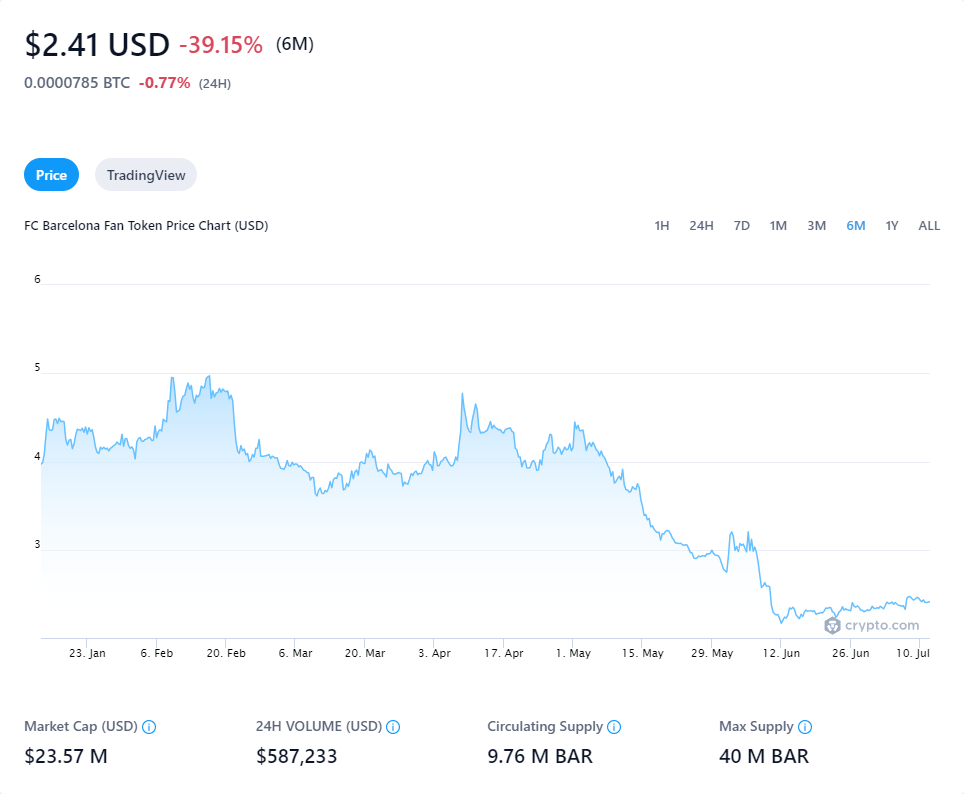 $2.41 USD -39.15% (6M)
0.0000785 BTC -0.77% (24H)
Price TradingView
FC Barcelona Fan Token Price Chart (USD) 1H 24H 7D 1M 3M 6M 1Y ALL
6
5
4
3
crypto.com
23. Jan 6. Feb 20. Feb 6. Mar 20. Mar 3. Apr 17. Apr 1. May 15. May 29. May 12. Jun 26. Jun 10. Jul
Market Cap (USD) 24H VOLUME (USD) Circulating Supply Max Supply
$23.57 M $587,233 9.76 M BAR 40 M BAR